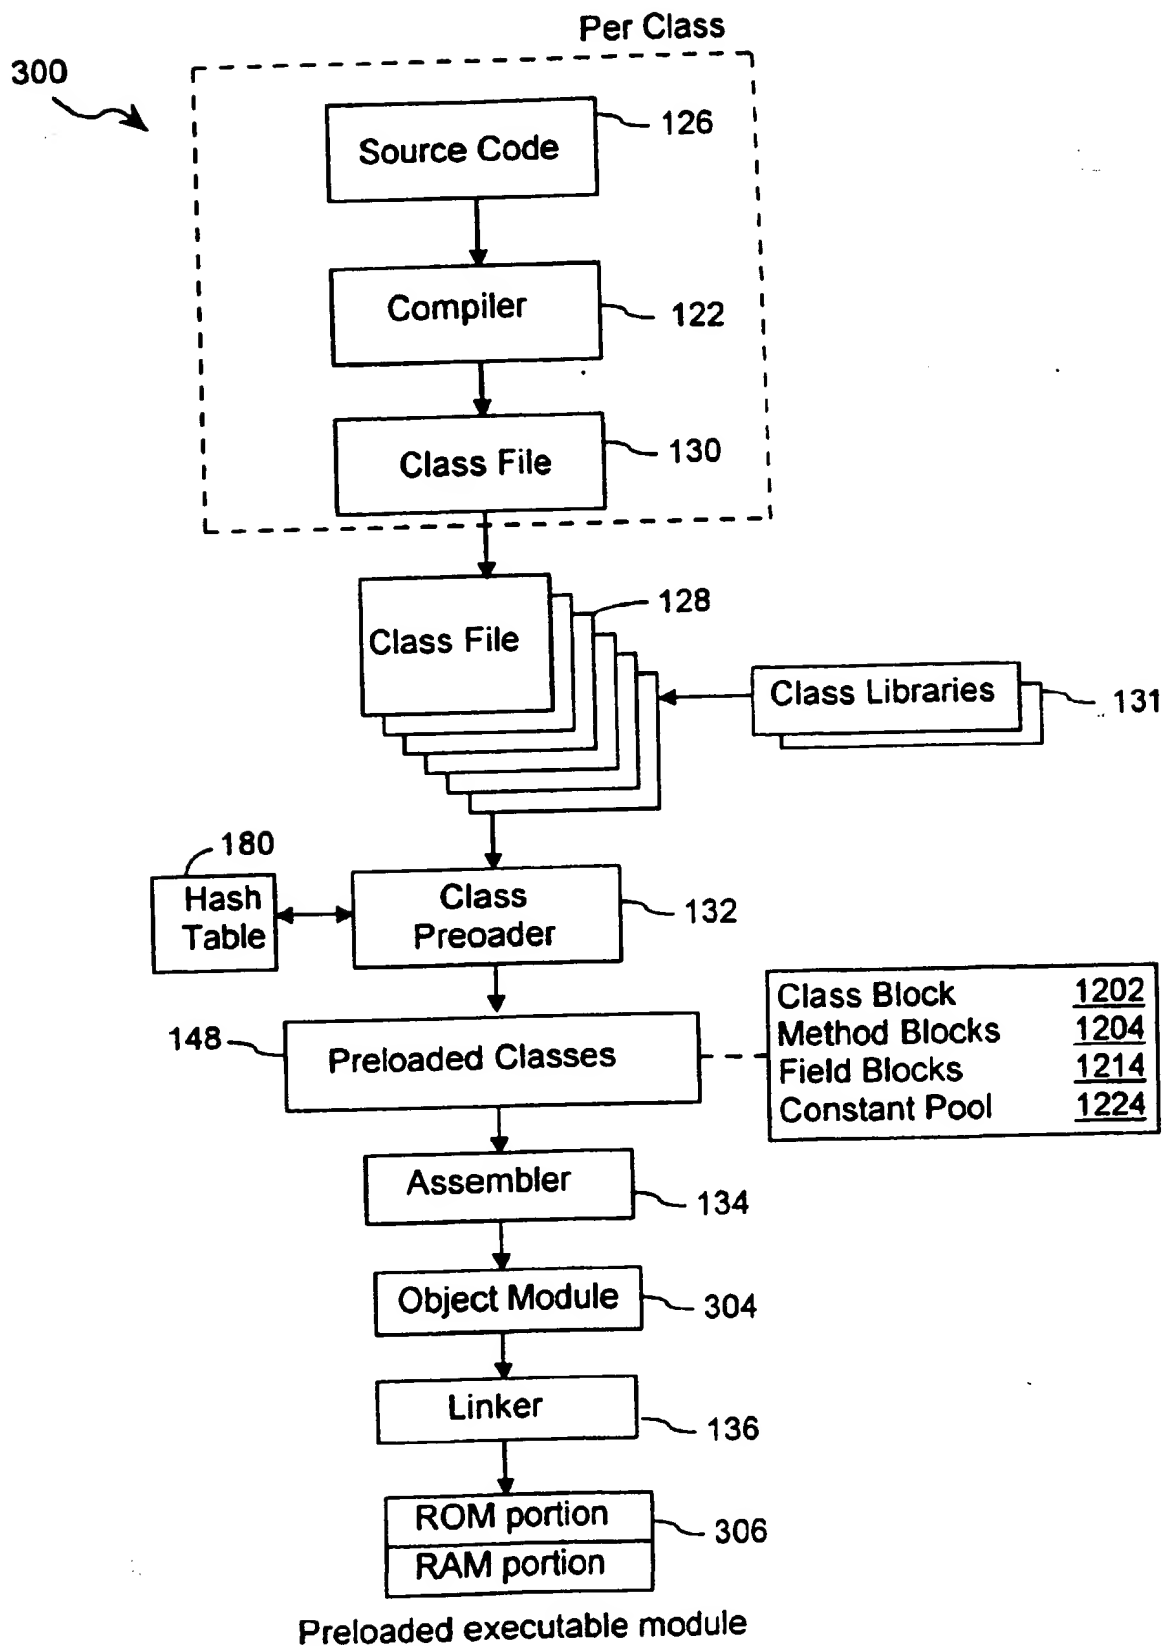 Per Class
300
Source Code
126
Compiler
122
Class File
130
Class File
128
Class Libraries
131
180
Hash
Table
Class
Preoader
132
148
Preloaded Classes
Class Block 1202
Method Blocks 1204
Field Blocks 1214
Constant Pool 1224
Assembler
134
Object Module
304
Linker
136
ROM portion
306
RAM portion
Preloaded executable module